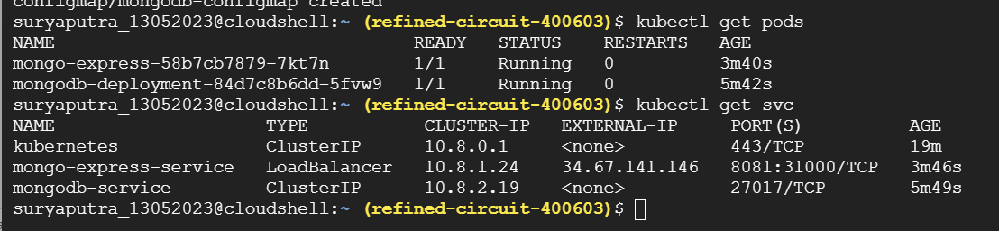 configmap/mongodb-configmap created
suryaputra_13052023@cloudshell:~ (refined-circuit-400603)$ kubectl get pods
NAME READY STATUS RESTARTS AGE
mongo-express-58b7cb7879-7kt7n 1/1 Running 0 3m40s
mongodb-deployment-84d7c8b6dd-5fvw9 1/1 Running 0 5m42s
suryaputra_13052023@cloudshell:~ (refined-circuit-400603)$ kubectl get svc
NAME TYPE CLUSTER-IP EXTERNAL-IP PORT(S) AGE
kubernetes ClusterIP 10.8.0.1 <none> 443/TCP 19m
mongo-express-service LoadBalancer 10.8.1.24 34.67.141.146 8081:31000/TCP 3m46s
mongodb-service ClusterIP 10.8.2.19 <none> 27017/TCP 5m49s
suryaputra_13052023@cloudshell:~ (refined-circuit-400603)$